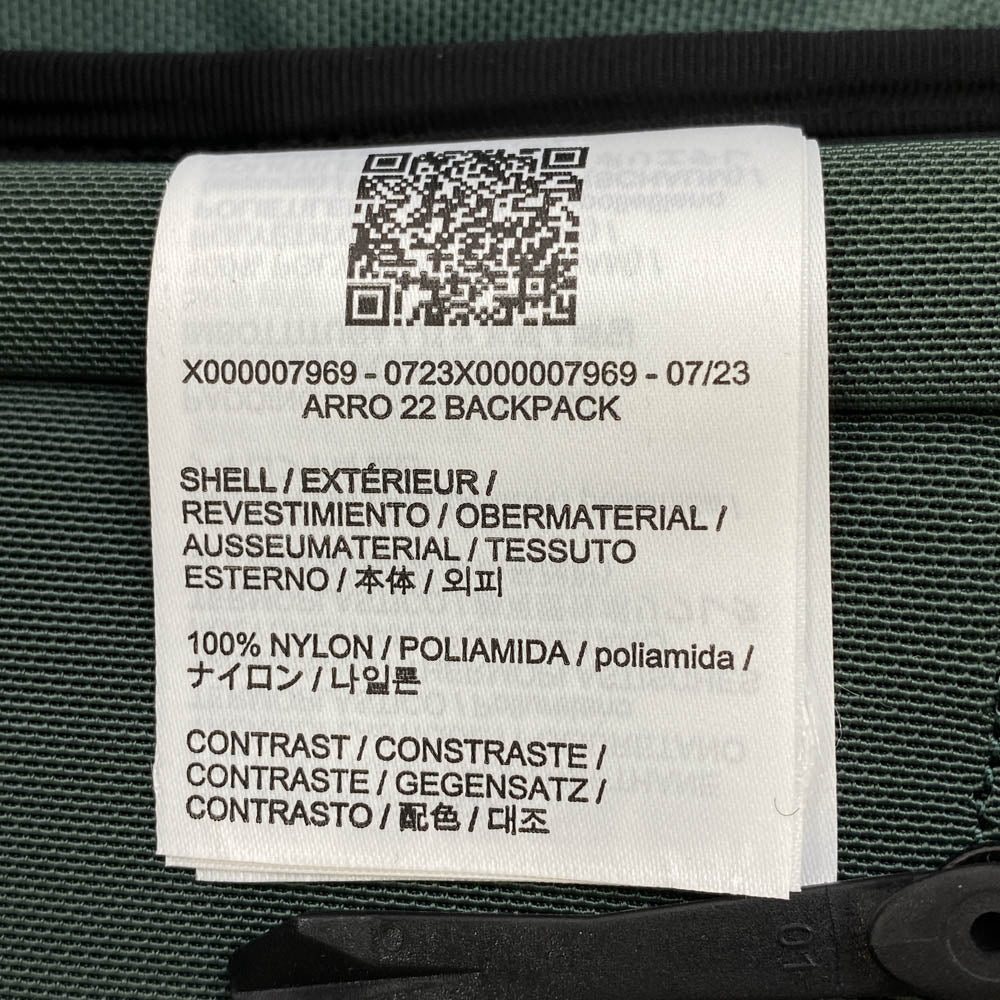 X000007969 - 0723X000007969 - 07/23
ARRO 22 BACKPACK
SHELL / EXTÉRIEUR /
REVESTIMIENTO / OBERMATERIAL /
AUSSEUMATERIAL / TESSUTO
ESTERNO / 本体 / 외피
100% NYLON / POLIAMIDA / poliamida /
ナイロン / 나일론
CONTRAST / CONSTRASTE /
CONTRASTE / GEGENSATZ /
CONTRASTO / 配色 / 대조
01